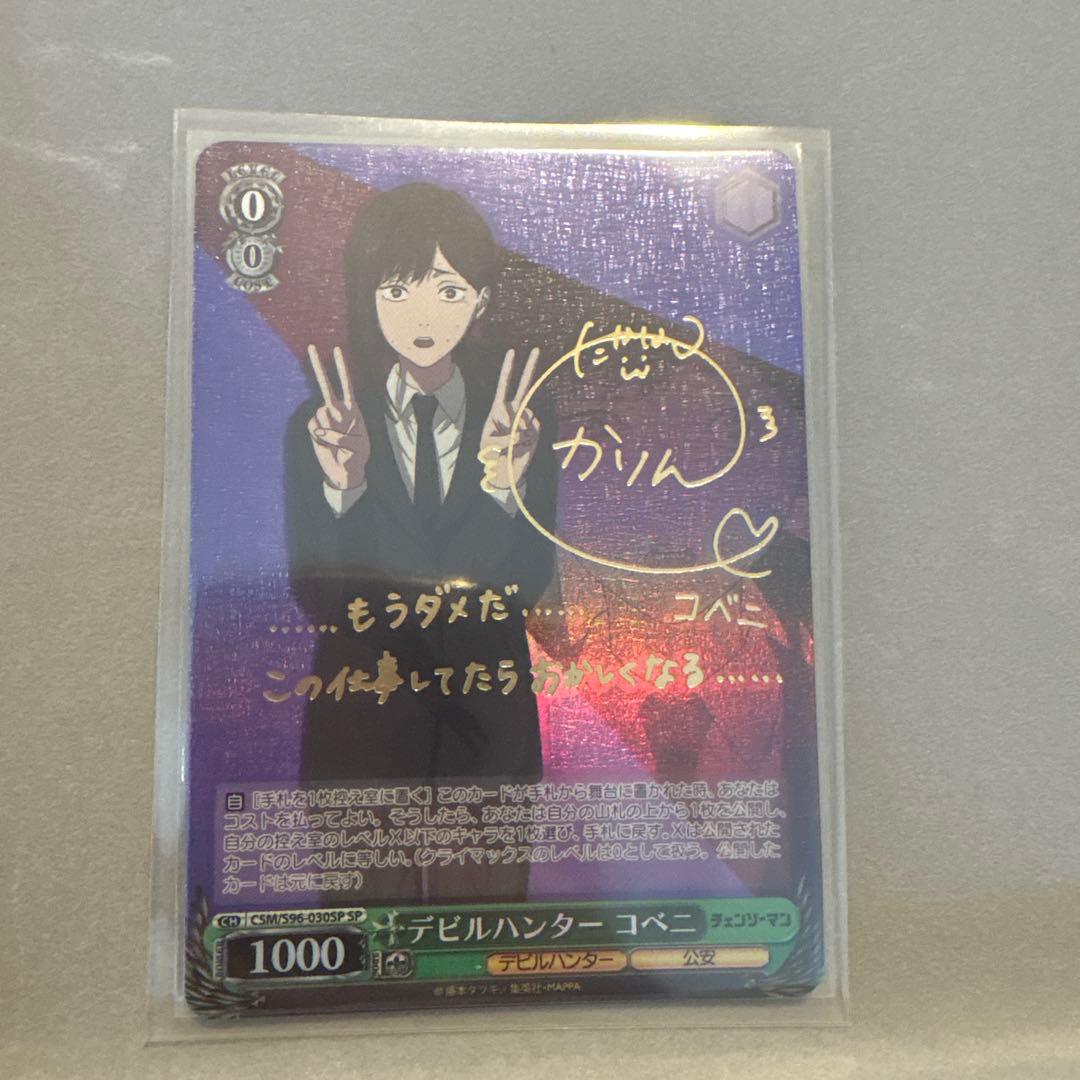 LEVEL
0
0
COST
かりん
……もうダメだ…… コベニ
この仕事してたらおかしくなる……
自 [手札を1枚控え室に置く] このカードが手札から舞台に置かれた時、あなたは
コストを払ってよい。そうしたら、あなたは自分の山札の上から1枚を公開し、
自分の控え室のレベルX以下のキャラを1枚選び、手札に戻す。Xは公開された
カードのレベルに等しい。(クライマックスのレベルは0として扱う。公開した
カードは元に戻す)
CH CSM/S96-030SP SP
POWER 1000 SOUL デビルハンター コベニ チェンソーマン
デビルハンター 公安
©藤本タツキ／集英社・MAPPA